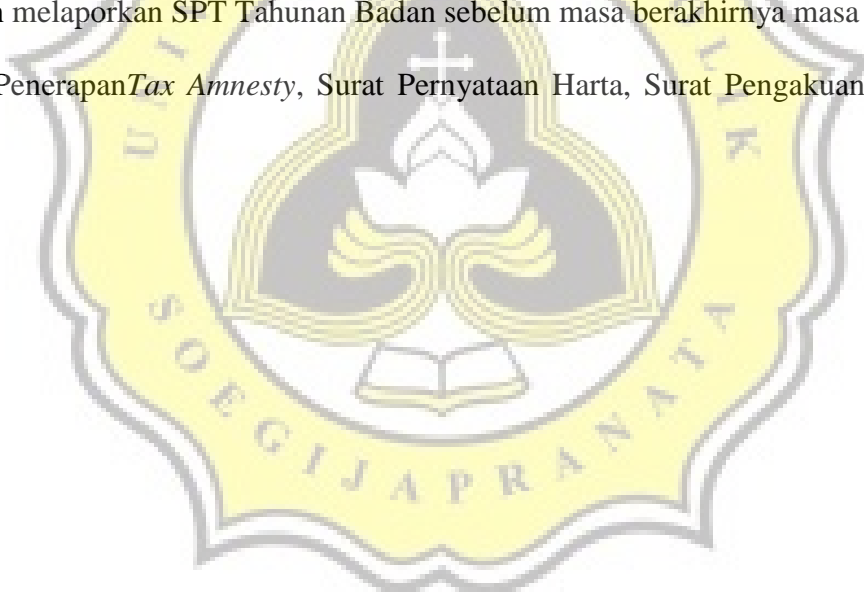 melaporkan SPT Tahunan Badan sebelum masa berakhirnya masa
Penerapan Tax Amnesty, Surat Pernyataan Harta, Surat Pengakuan
SOEGIJAPRANATA